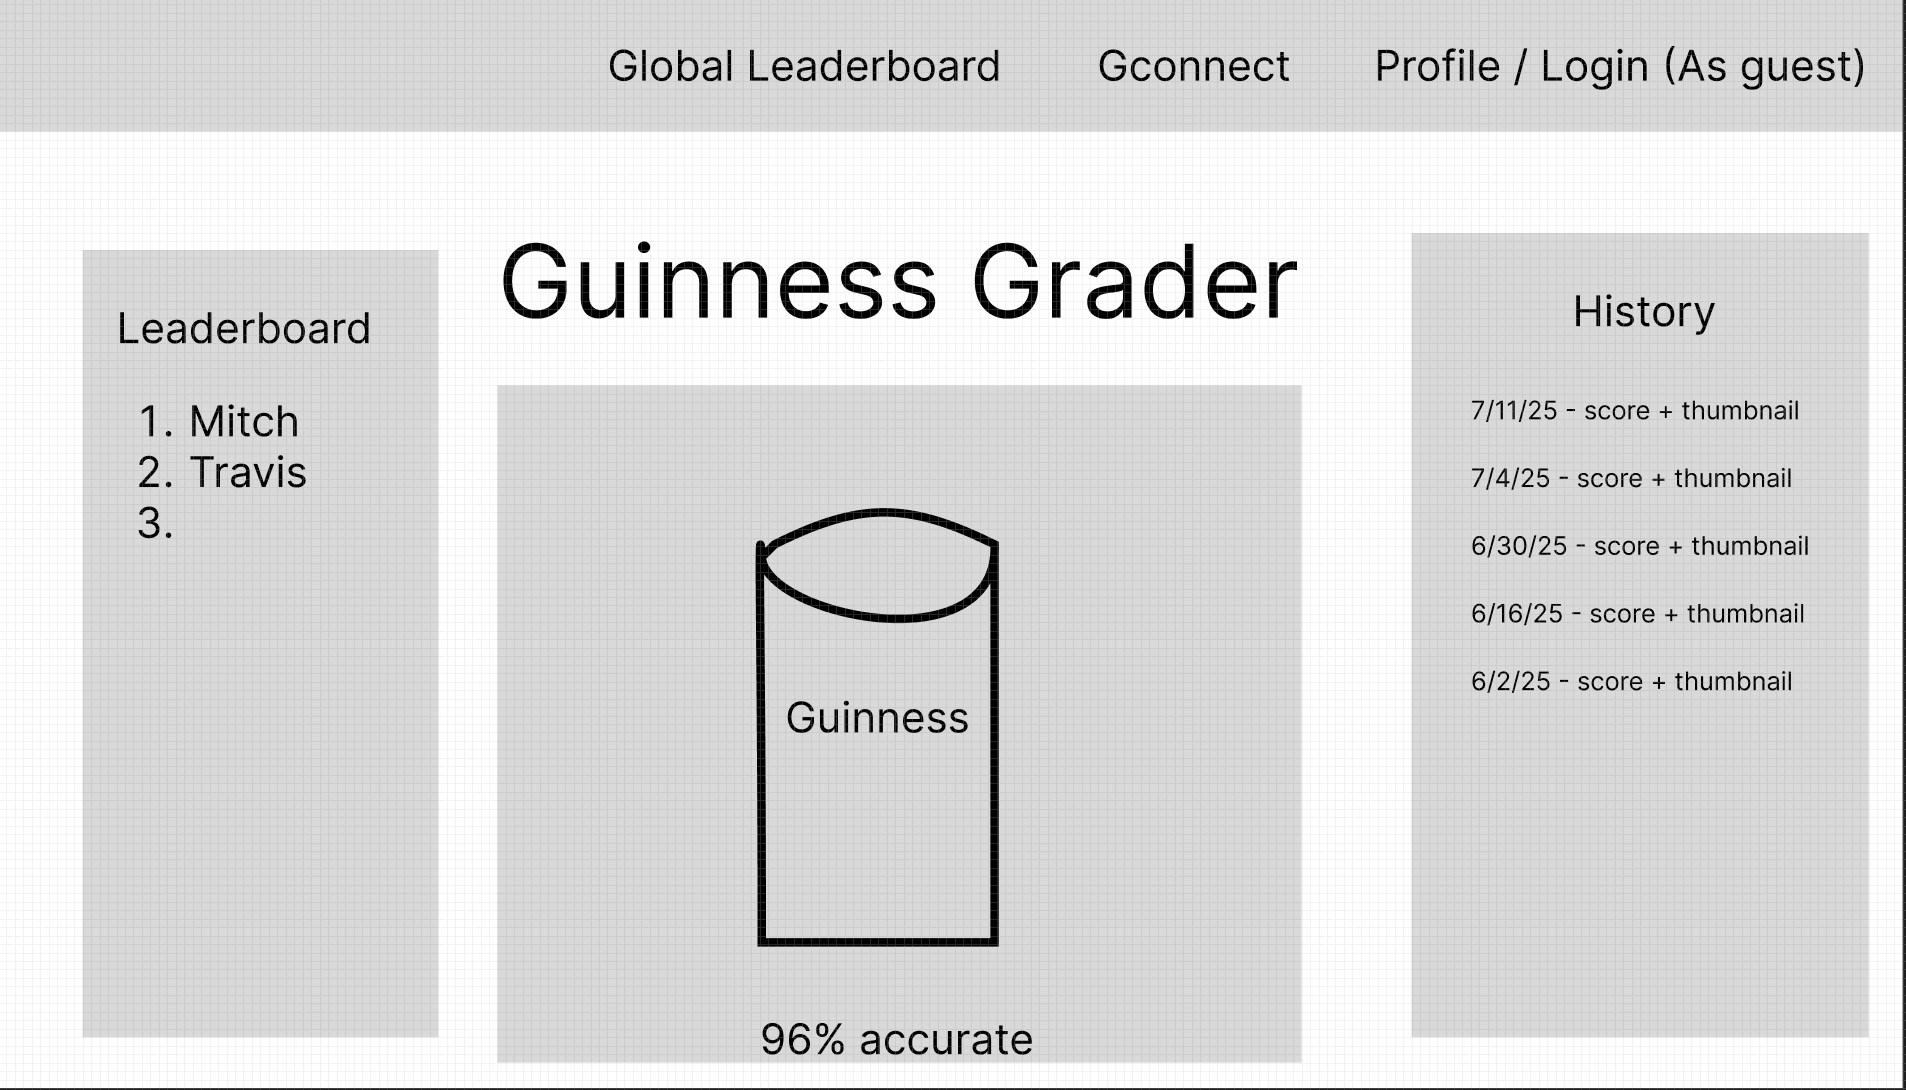 Global Leaderboard Gconnect Profile / Login (As guest)
Guinness Grader
Leaderboard
1. Mitch
2. Travis
3.
Guinness
96% accurate
History
7/11/25 - score + thumbnail
7/4/25 - score + thumbnail
6/30/25 - score + thumbnail
6/16/25 - score + thumbnail
6/2/25 - score + thumbnail